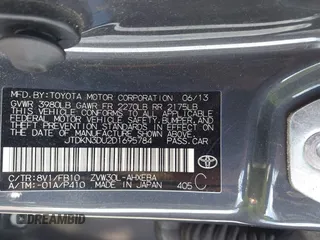 MFD.BY:TOYOTA MOTOR CORPORATION 06/13
GVWR 3980LB GAWR FR 2270LB RR 2175LB
THIS VEHICLE CONFORMS TO ALL APPLICABLE
FEDERAL MOTOR VEHICLE SAFETY, BUMPER,
AND THEFT PREVENTION STANDARDS IN EFFECT
ON THE DATE OF MANUFACTURE SHOWN ABOVE.
JTDKN3DU2D1695784 PASS.CAR
TOYOTA
C/TR:8V1/FB10 ZVW30L-AHXEBA
A/TM:-01A/P410 MADE IN JAPAN 405 C
AUTOBIDMASTER